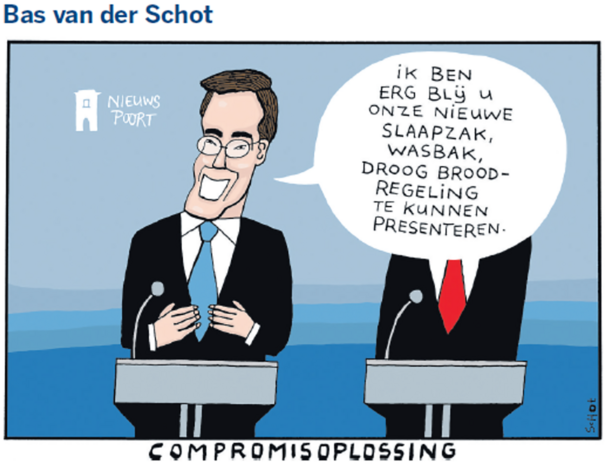 Bas van der Schot
NIEUWS
POORT
iK BEN
ERG BLIJ U
ONZE NIEUWE
SLAAPZAK,
WASBAK,
DROOG BROOD-
REGELING
TE KUNNEN
PRESENTEREN.
SCHOT
COMPROMISOPLOSSING